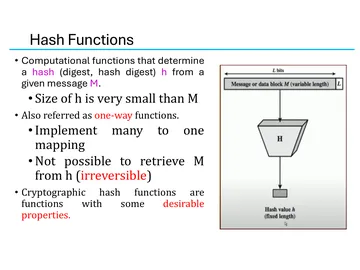 Hash Functions
• Computational functions that determine
a hash (digest, hash digest) h from a
given message M.
• Size of h is very small than M
• Also referred as one-way functions.
• Implement many to one
mapping
• Not possible to retrieve M
from h (irreversible)
• Cryptographic hash functions are
functions with some desirable
properties.
L bits
Message or data block M (variable length) L
H
Hash value h
(fixed length)